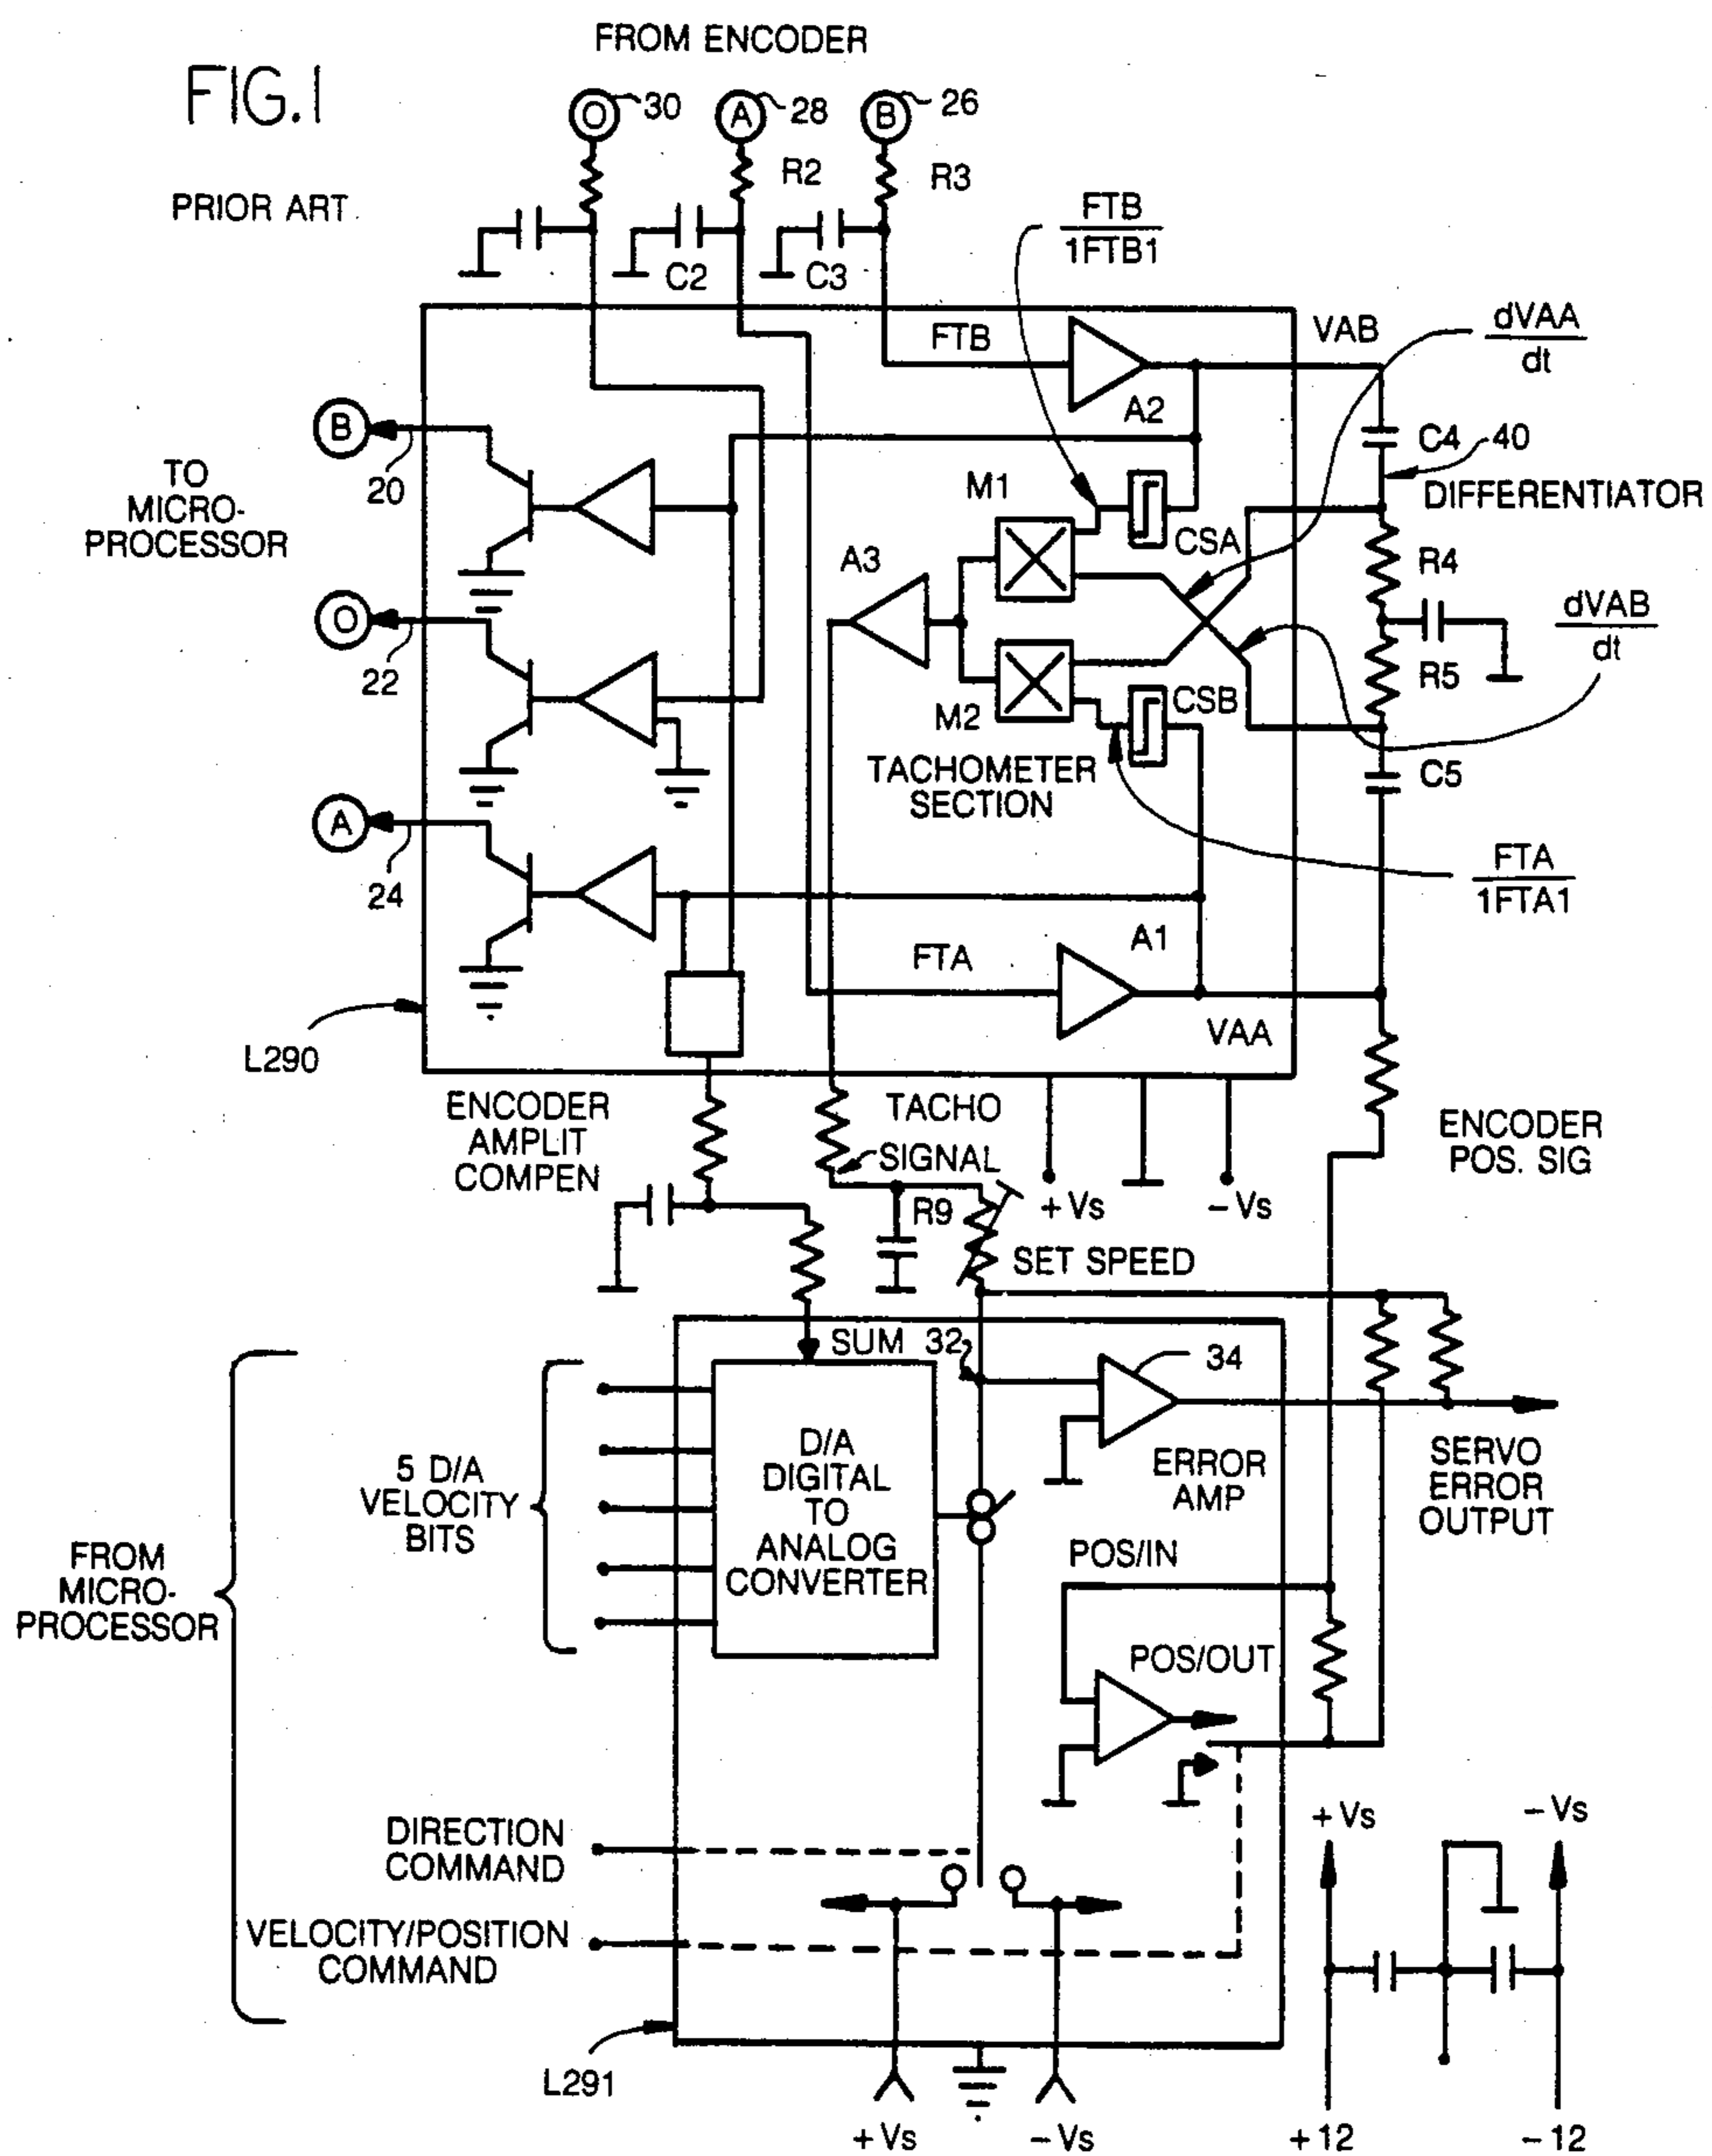 FROM ENCODER
FIG.1
O 30
A 28
B 26
R2
R3
PRIOR ART
FTB
1FTB1
C2
C3
FTB
VAB
dVAA
dt
A2
B
20
C4
40
TO
MICRO-
PROCESSOR
M1
DIFFERENTIATOR
CSA
A3
R4
dVAB
dt
O
22
R5
M2
CSB
TACHOMETER
SECTION
C5
A
24
FTA
1FTA1
A1
FTA
VAA
L290
ENCODER
AMPLIT
COMPEN
TACHO
SIGNAL
ENCODER
POS. SIG
+Vs
-Vs
R9
SET SPEED
SUM
32
34
5 D/A
VELOCITY
BITS
D/A
DIGITAL
TO
ANALOG
CONVERTER
ERROR
AMP
SERVO
ERROR
OUTPUT
FROM
MICRO-
PROCESSOR
POS/IN
POS/OUT
DIRECTION
COMMAND
+Vs
-Vs
VELOCITY/POSITION
COMMAND
L291
+Vs
-Vs
+12
-12